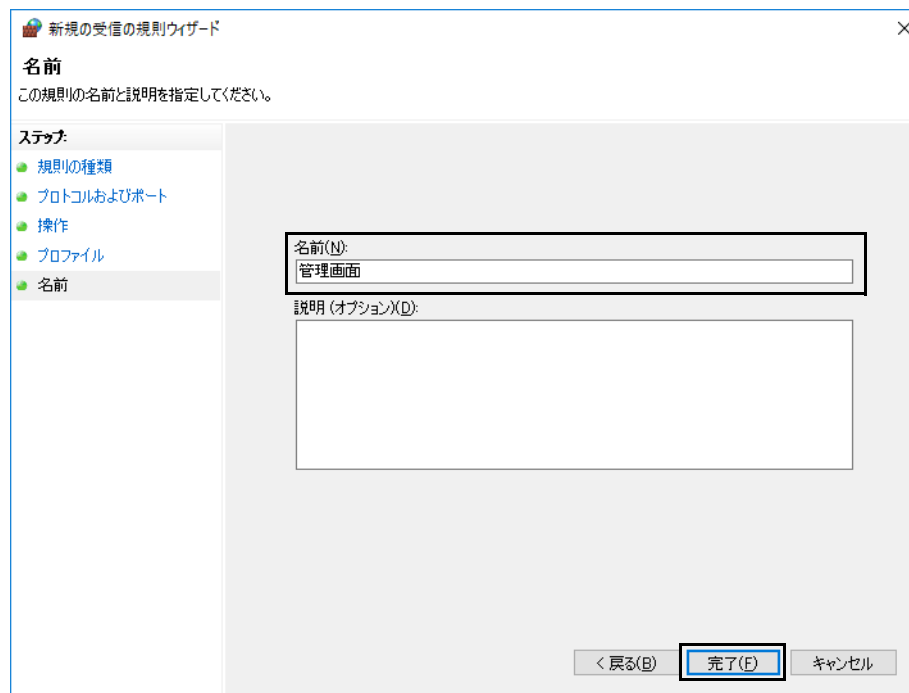 新規の受信の規則ウィザード
名前
この規則の名前と説明を指定してください。
ステップ:
規則の種類
プロトコルおよびポート
操作
プロファイル
名前
名前(N):
管理画面
説明 (オプション)(D):
< 戻る(B)
完了(F)
キャンセル